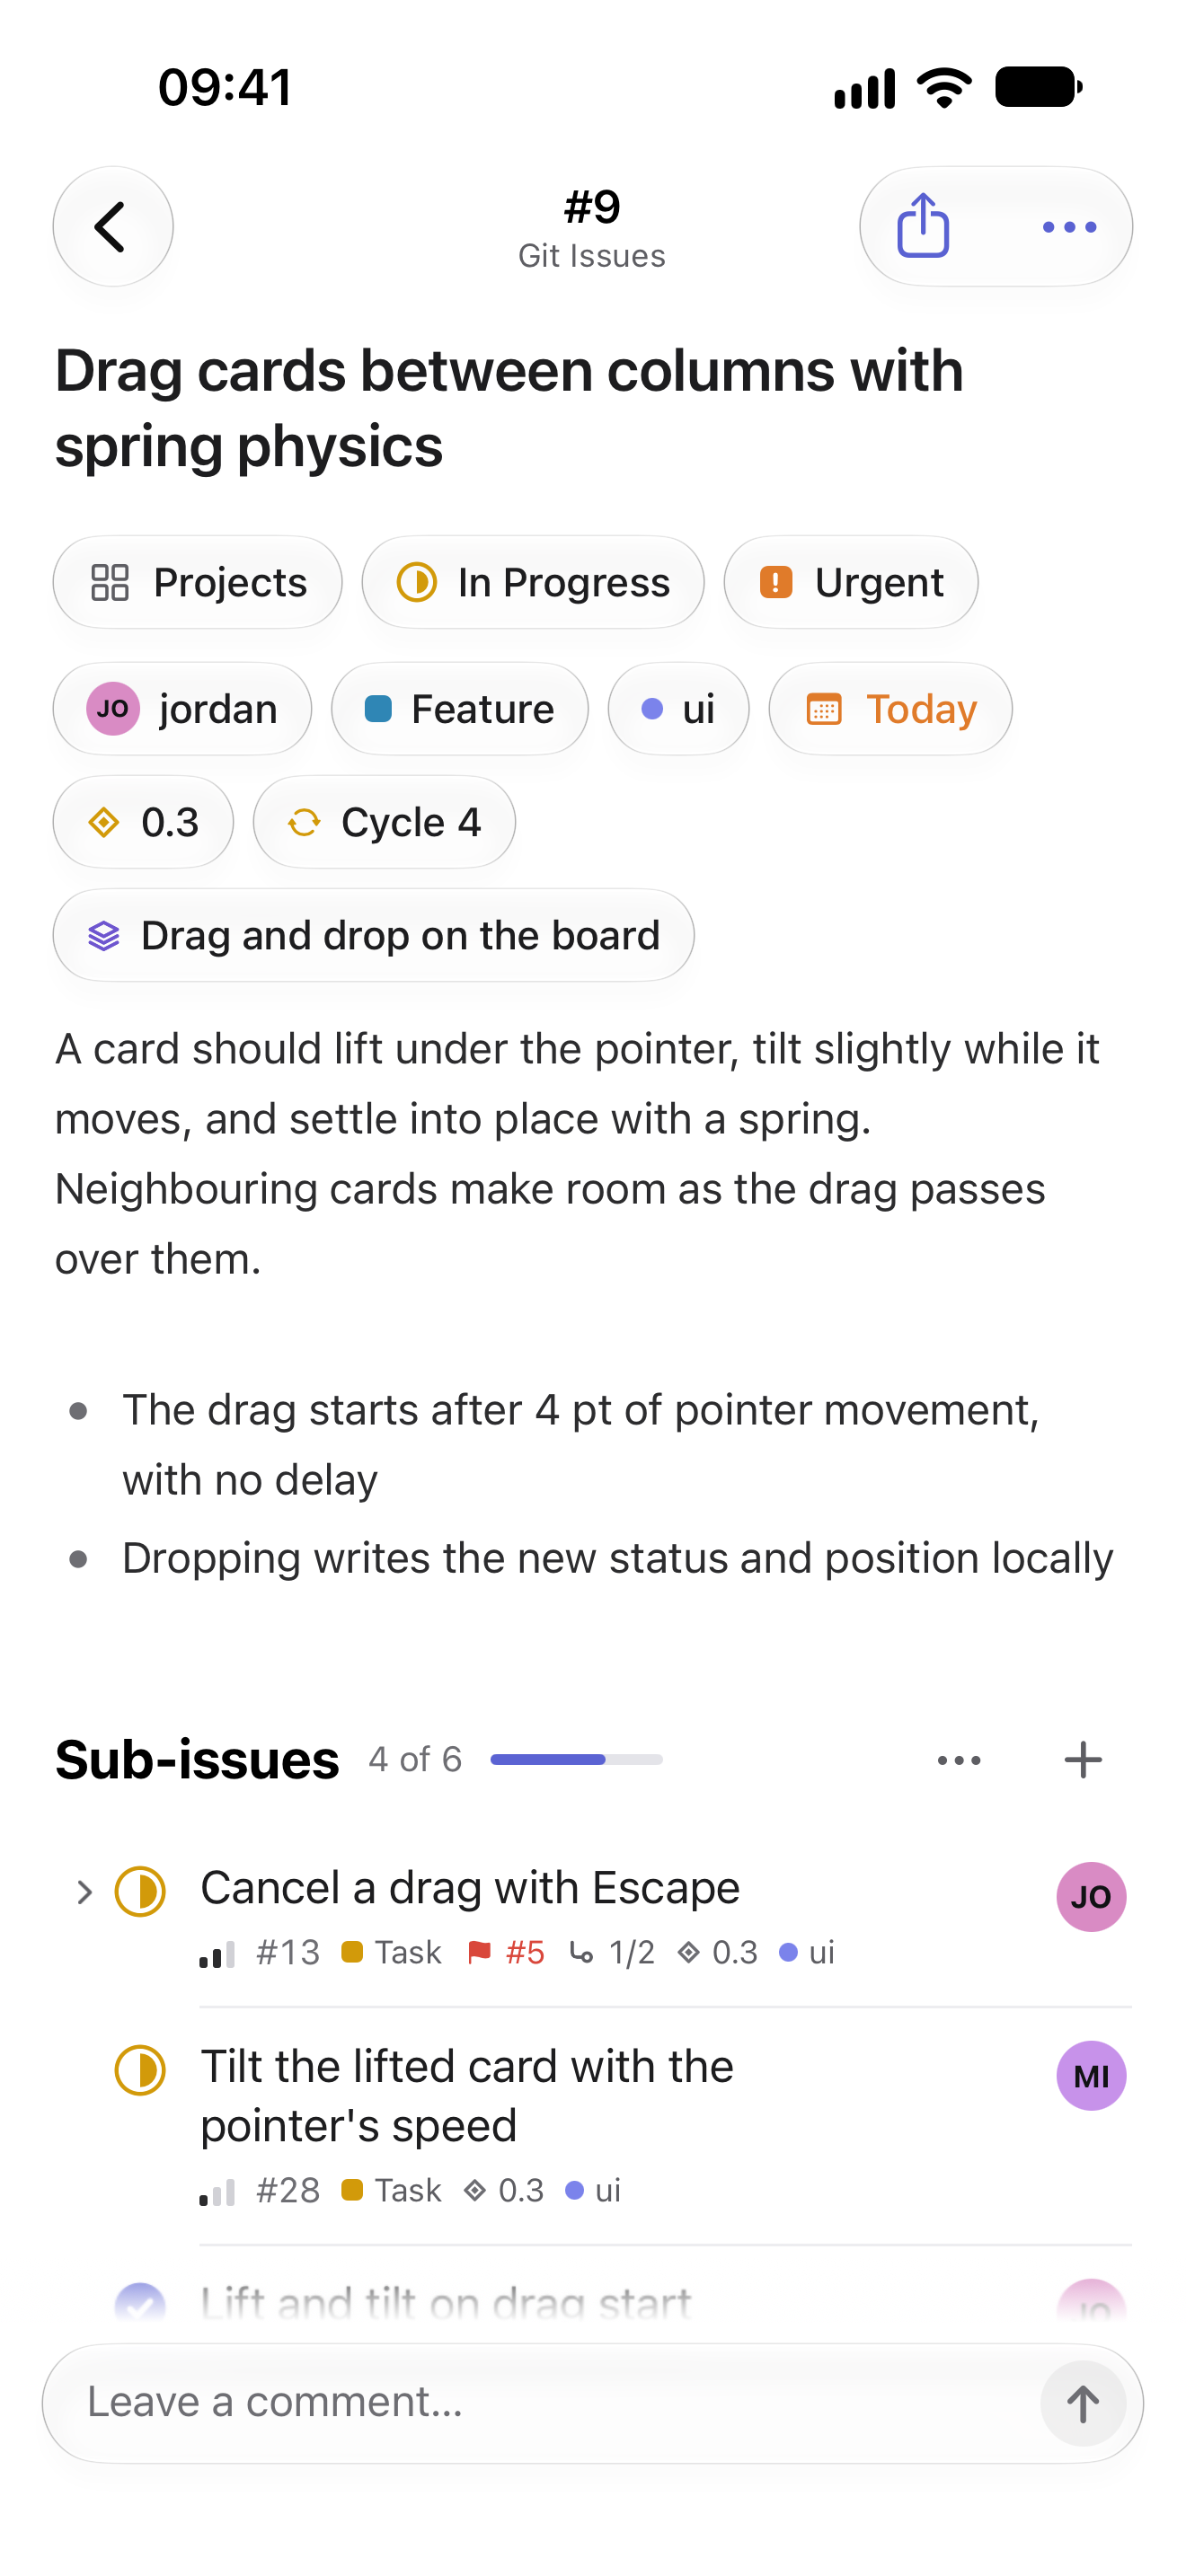 09:41
#9
Git Issues
Drag cards between columns with
spring physics
Projects
In Progress
Urgent
JO jordan
Feature
ui
Today
0.3
Cycle 4
Drag and drop on the board
A card should lift under the pointer, tilt slightly while it
moves, and settle into place with a spring.
Neighbouring cards make room as the drag passes
over them.
The drag starts after 4 pt of pointer movement,
with no delay
Dropping writes the new status and position locally
Sub-issues 4 of 6
Cancel a drag with Escape
JO
#13 Task #5 1/2 0.3 ui
Tilt the lifted card with the
pointer's speed
MI
#28 Task 0.3 ui
Lift and tilt on drag start
JO
Leave a comment...